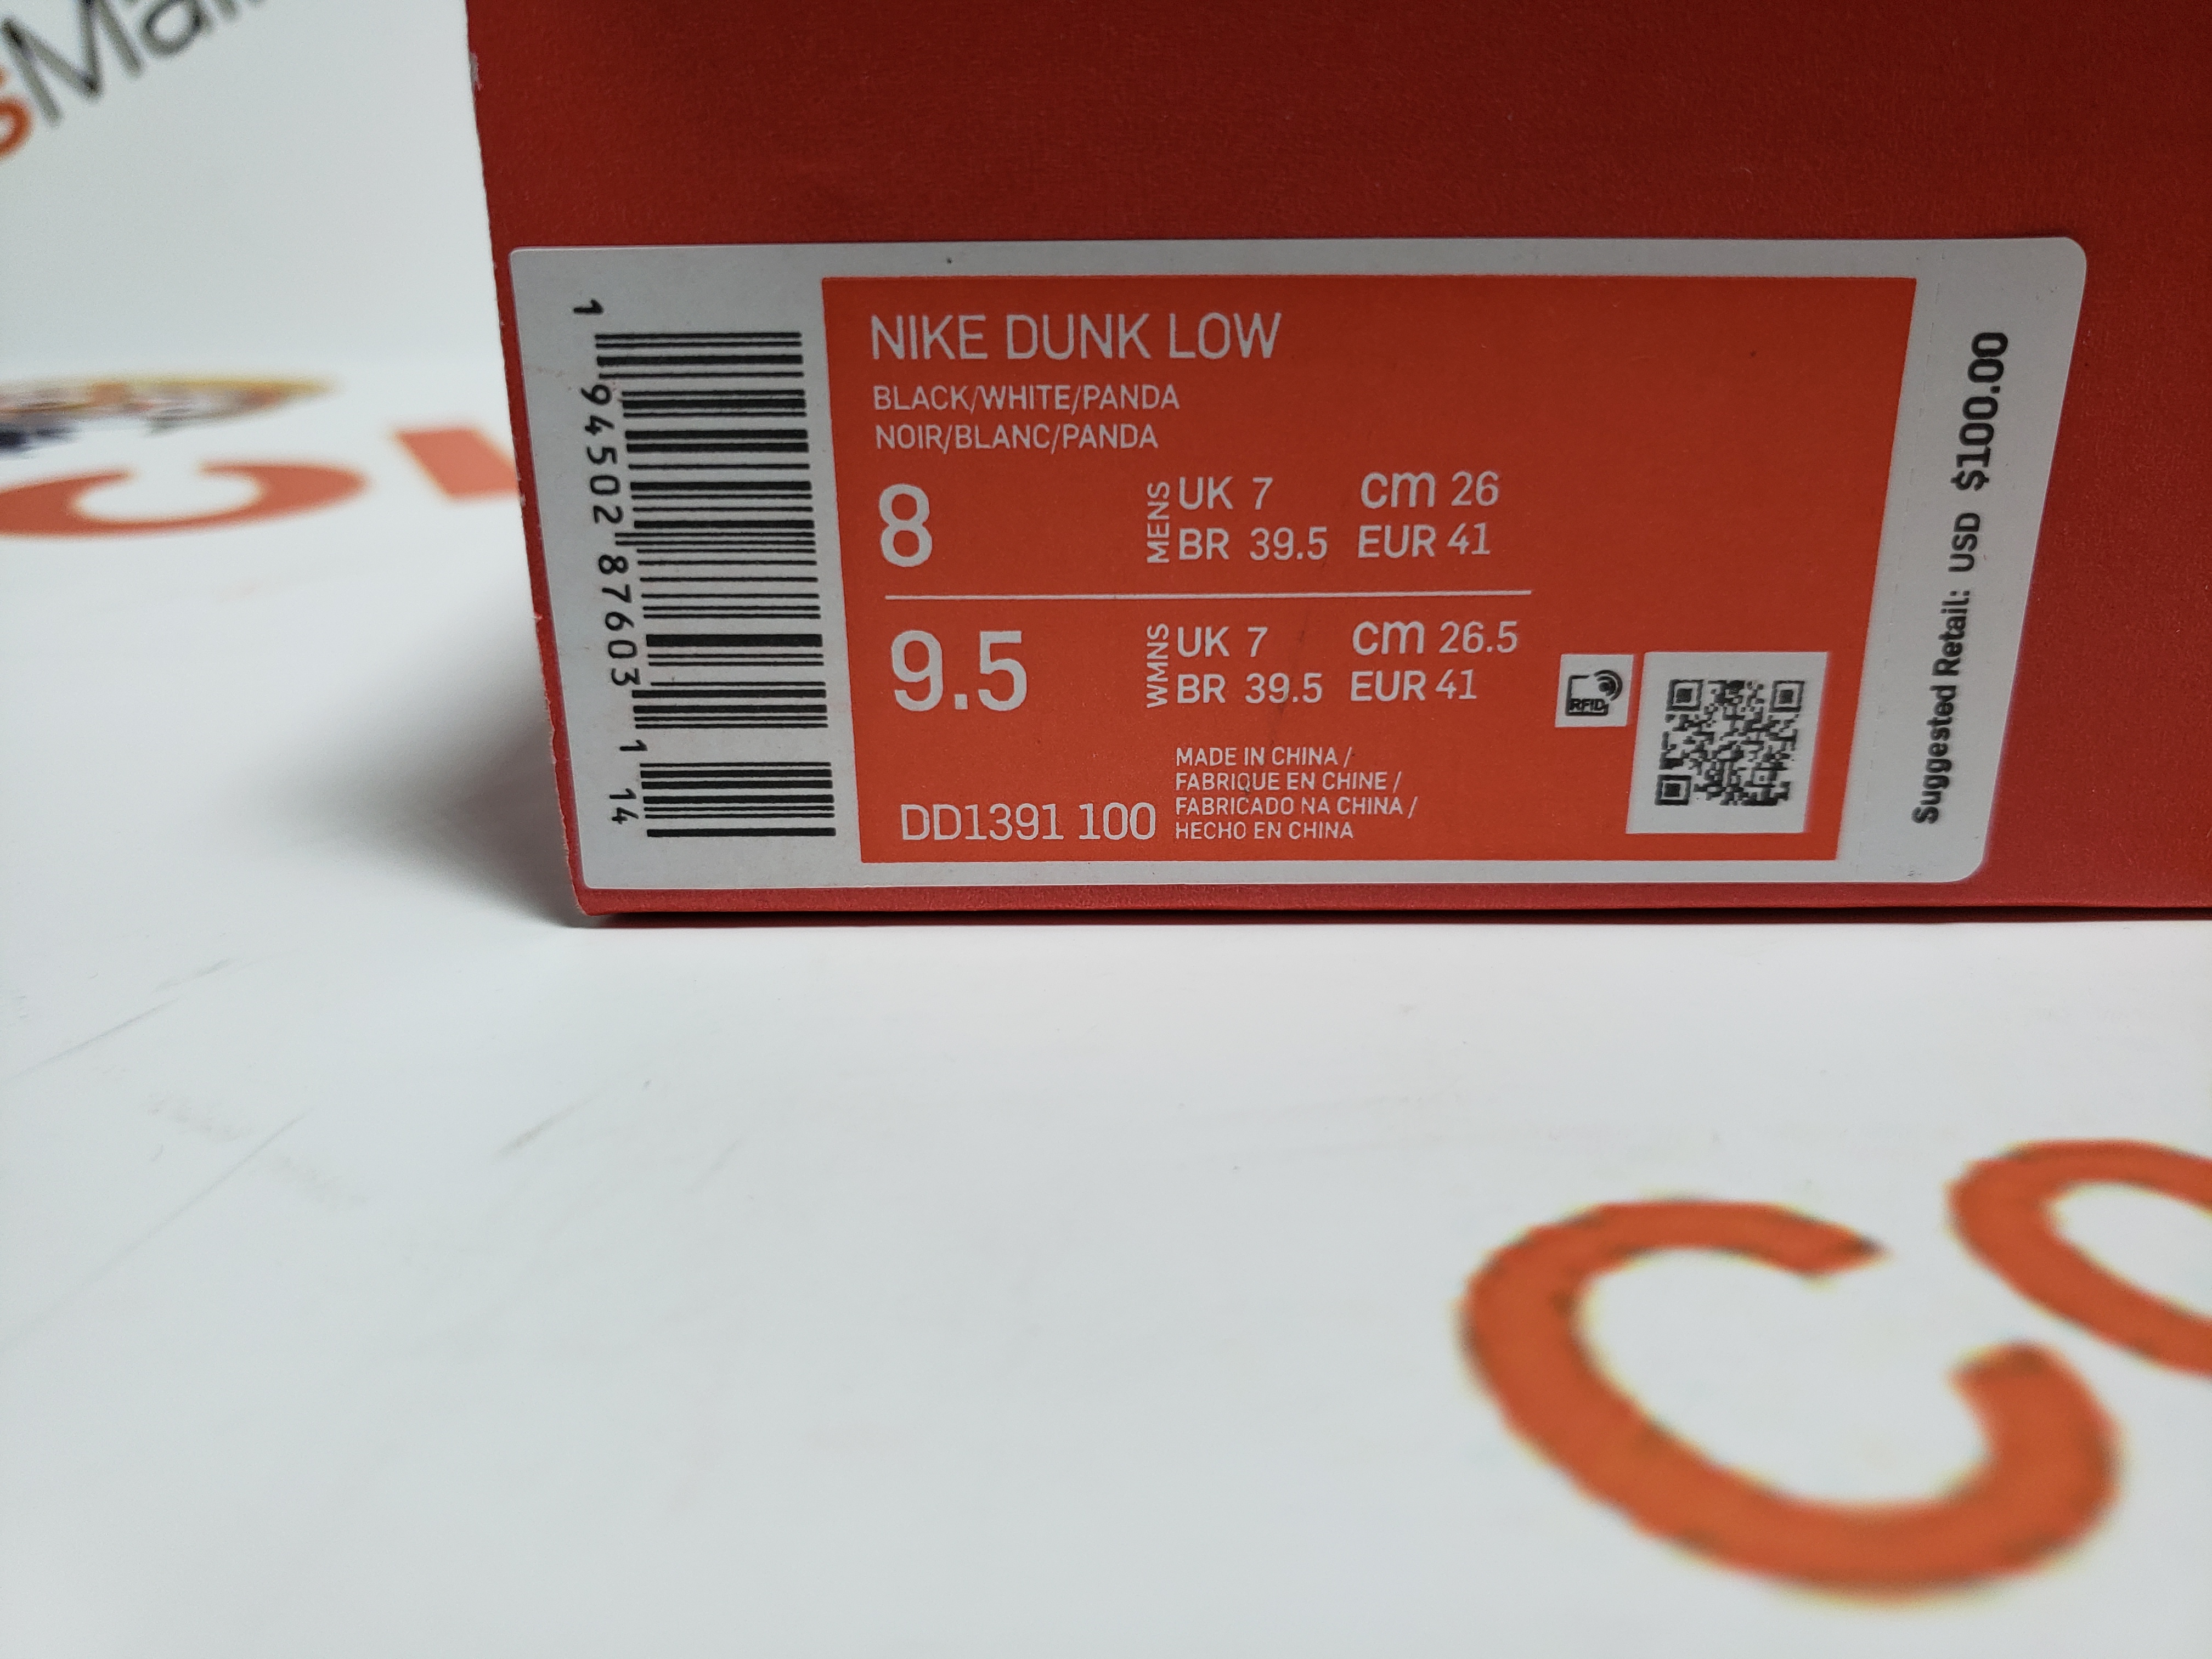 NIKE DUNK LOW
BLACK/WHITE/PANDA
NOIR/BLANC/PANDA
8 MENS UK 7 cm 26
BR 39.5 EUR 41
9.5 WMNS UK 7 cm 26.5
BR 39.5 EUR 41
RFID
MADE IN CHINA /
FABRIQUE EN CHINE /
FABRICADO NA CHINA /
HECHO EN CHINA
DD1391 100
1 94502 87603 1 14
Suggested Retail: USD $100.00